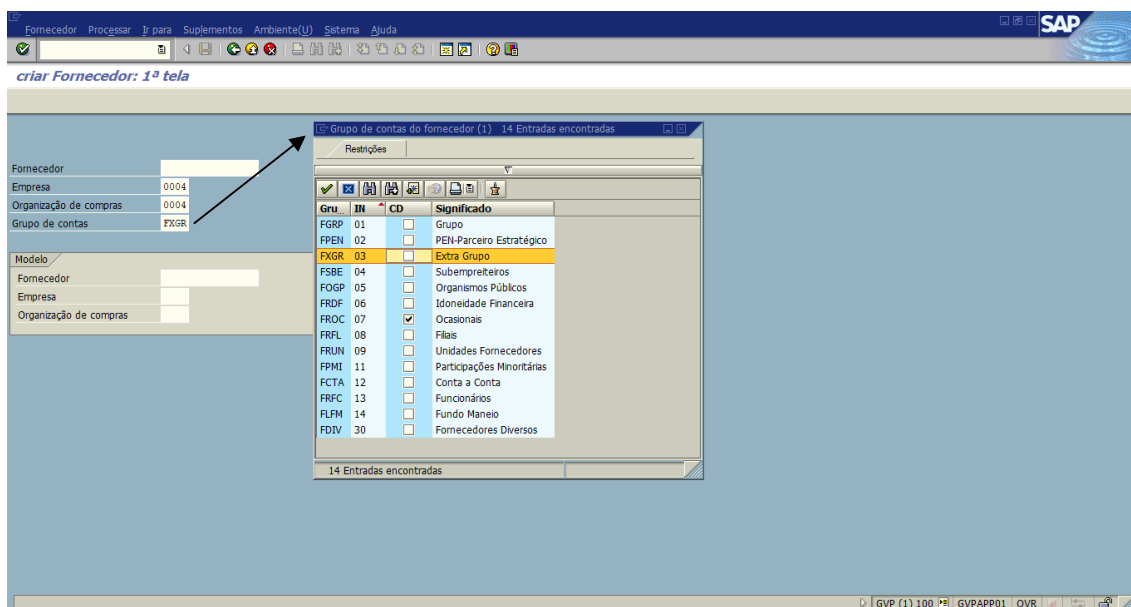 Fornecedor Processar Ir para Suplementos Ambiente(U) Sistema Ajuda
SAP
criar Fornecedor: 1ª tela
Fornecedor
Empresa 0004
Organização de compras 0004
Grupo de contas FXGR
Modelo
Fornecedor
Empresa
Organização de compras
Grupo de contas do fornecedor (1) 14 Entradas encontradas
Restrições
Gru... IN CD Significado
FGRP 01 Grupo
FPEN 02 PEN-Parceiro Estratégico
FXGR 03 Extra Grupo
FSBE 04 Subempreiteiros
FOGP 05 Organismos Públicos
FRDF 06 Idoneidade Financeira
FROC 07 Ocasionais
FRFL 08 Filiais
FRUN 09 Unidades Fornecedores
FPMI 11 Participações Minoritárias
FCTA 12 Conta a Conta
FRFC 13 Funcionários
FLFM 14 Fundo Maneio
FDIV 30 Fornecedores Diversos
14 Entradas encontradas
GVP (1) 100 GVPAPP01 OVR